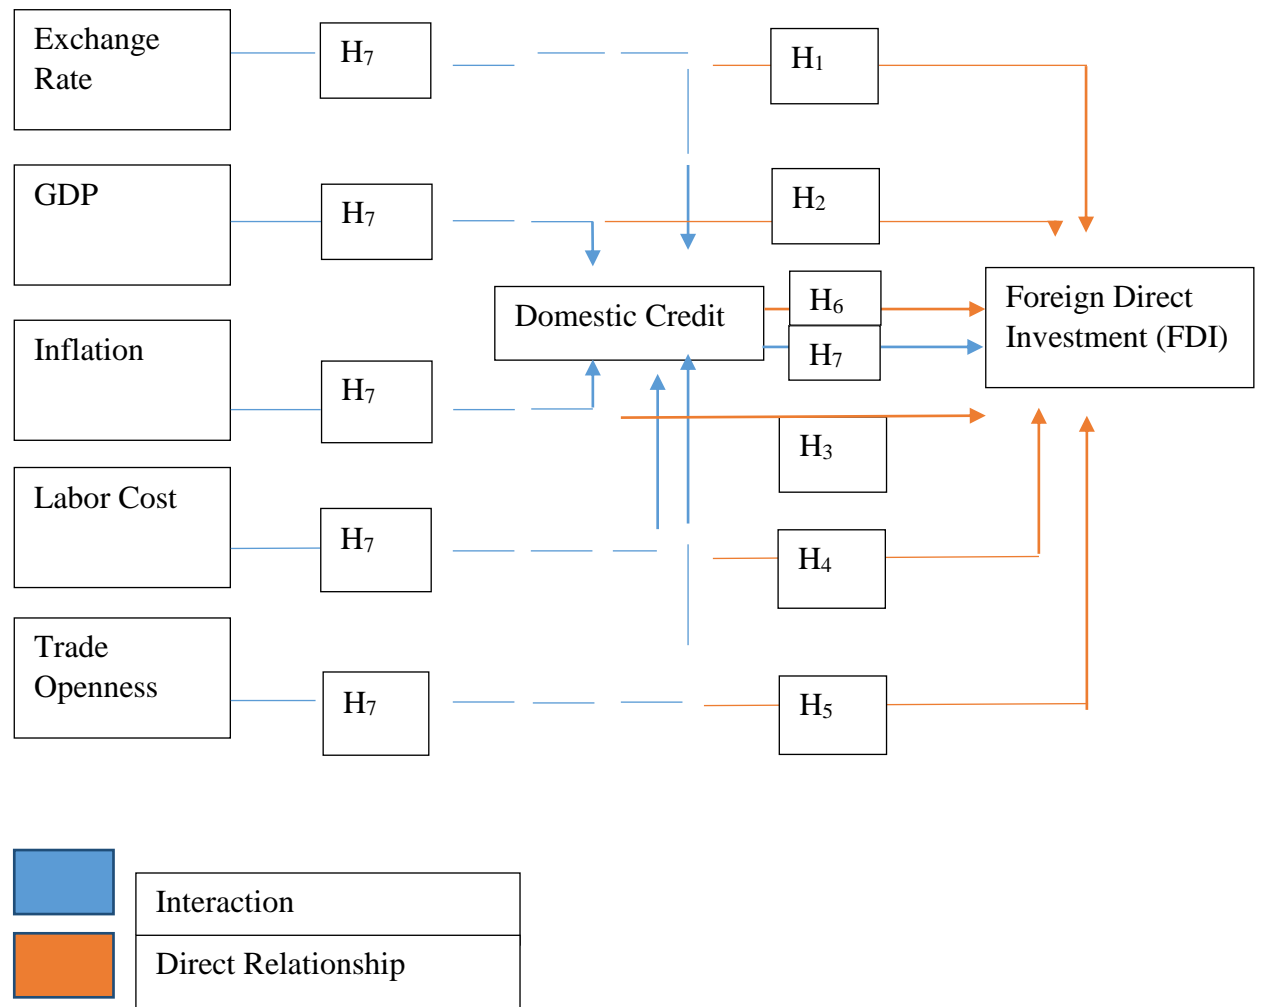 Exchange
Rate
H₇
H₁
GDP
H₇
H₂
Domestic Credit
H₆
H₇
Foreign Direct
Investment (FDI)
Inflation
H₇
H₃
Labor Cost
H₇
H₄
Trade
Openness
H₇
H₅
Interaction
Direct Relationship